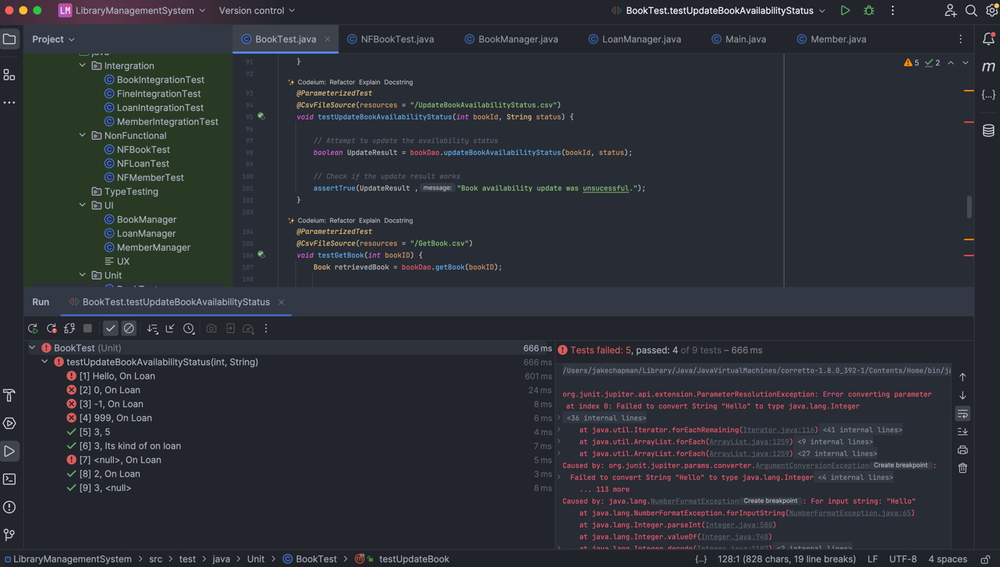 LM LibraryManagementSystem Version control BookTest.testUpdateBookAvailabilityStatus
Project BookTest.java NFBookTest.java BookManager.java LoanManager.java Main.java Member.java
java
Intergration
BookIntegrationTest
FineIntegrationTest
LoanIntegrationTest
MemberIntegrationTest
NonFunctional
NFBookTest
NFLoanTest
NFMemberTest
TypeTesting
UI
BookManager
LoanManager
MemberManager
UX
Unit
5 2
91 }
92
Codeium: Refactor Explain Docstring
93 @ParameterizedTest
94 @CsvFileSource(resources = "/UpdateBookAvailabilityStatus.csv")
95 void testUpdateBookAvailabilityStatus(int bookId, String status) {
96
97 // Attempt to update the availability status
98 boolean UpdateResult = bookDao.updateBookAvailabilityStatus(bookId, status);
99
100 // Check if the update result works
101 assertTrue(UpdateResult , message: "Book availability update was unsucessful.");
102 }
103
Codeium: Refactor Explain Docstring
104 @ParameterizedTest
105 @CsvFileSource(resources = "/GetBook.csv")
106 void testGetBook(int bookID) {
107 Book retrievedBook = bookDao.getBook(bookID);
108
Run BookTest.testUpdateBookAvailabilityStatus
BookTest (Unit) 666 ms
testUpdateBookAvailabilityStatus(int, String) 666 ms
[1] Hello, On Loan 601 ms
[2] 0, On Loan 24 ms
[3] -1, On Loan 8 ms
[4] 999, On Loan 6 ms
[5] 3, 5 4 ms
[6] 3, Its kind of on loan 7 ms
[7] <null>, On Loan 5 ms
[8] 2, On Loan 3 ms
[9] 3, <null> 8 ms
Tests failed: 5, passed: 4 of 9 tests – 666 ms
/Users/jakechapman/Library/Java/JavaVirtualMachines/corretto-1.8.0_392-1/Contents/Home/bin/ja
org.junit.jupiter.api.extension.ParameterResolutionException: Error converting parameter
at index 0: Failed to convert String "Hello" to type java.lang.Integer
<36 internal lines>
at java.util.Iterator.forEachRemaining(Iterator.java:116) <41 internal lines>
at java.util.ArrayList.forEach(ArrayList.java:1259) <9 internal lines>
at java.util.ArrayList.forEach(ArrayList.java:1259) <27 internal lines>
Caused by: org.junit.jupiter.params.converter.ArgumentConversionException Create breakpoint :
Failed to convert String "Hello" to type java.lang.Integer <4 internal lines>
... 113 more
Caused by: java.lang.NumberFormatException Create breakpoint : For input string: "Hello"
at java.lang.NumberFormatException.forInputString(NumberFormatException.java:65)
at java.lang.Integer.parseInt(Integer.java:580)
at java.lang.Integer.valueOf(Integer.java:740)
at java.lang.Integer.decode(Integer.java:1197) <2 internal lines>
LibraryManagementSystem > src > test > java > Unit > BookTest > testUpdateBook {...} 128:1 (828 chars, 19 line breaks) LF UTF-8 4 spaces